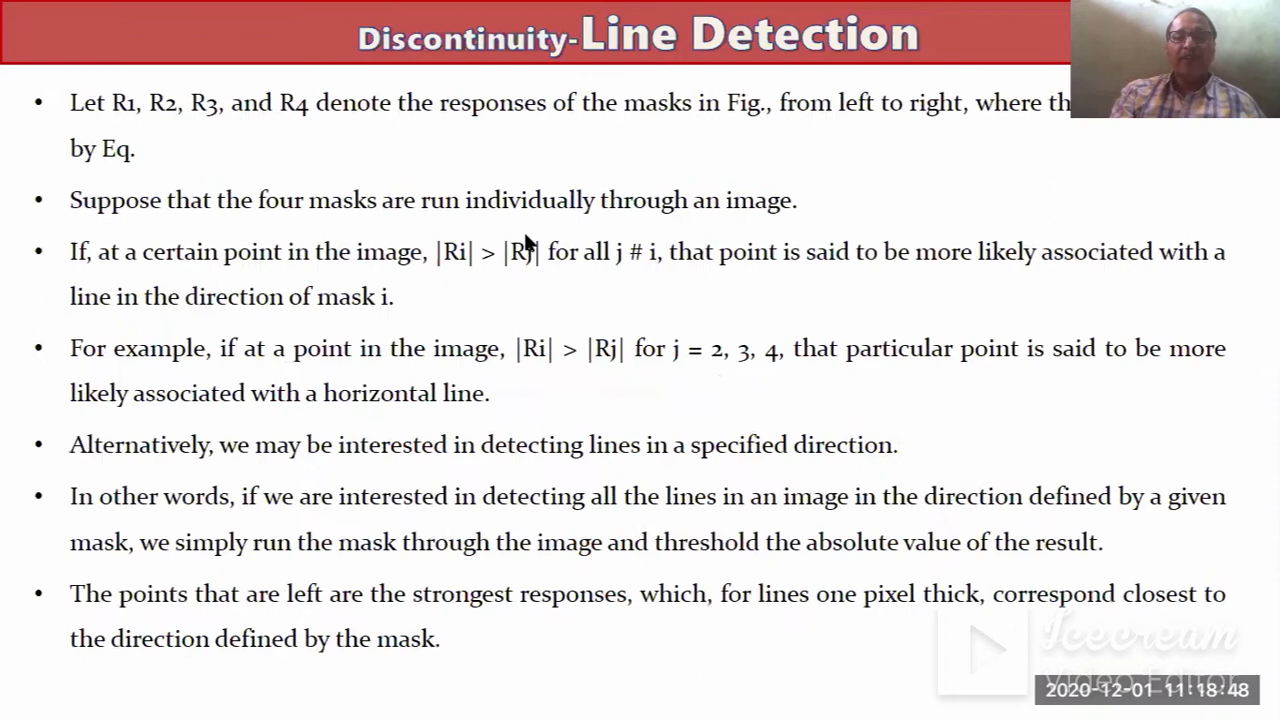 Discontinuity-Line Detection
• Let R1, R2, R3, and R4 denote the responses of the masks in Fig., from left to right, where
by Eq.
• Suppose that the four masks are run individually through an image.
• If, at a certain point in the image, |Ri| > |Rj| for all j # i, that point is said to be more likely associated with a
line in the direction of mask i.
• For example, if at a point in the image, |Ri| > |Rj| for j = 2, 3, 4, that particular point is said to be more
likely associated with a horizontal line.
• Alternatively, we may be interested in detecting lines in a specified direction.
• In other words, if we are interested in detecting all the lines in an image in the direction defined by a given
mask, we simply run the mask through the image and threshold the absolute value of the result.
• The points that are left are the strongest responses, which, for lines one pixel thick, correspond closest to
the direction defined by the mask.
Icecream
Video Editor
2020-12-01 11:18:48